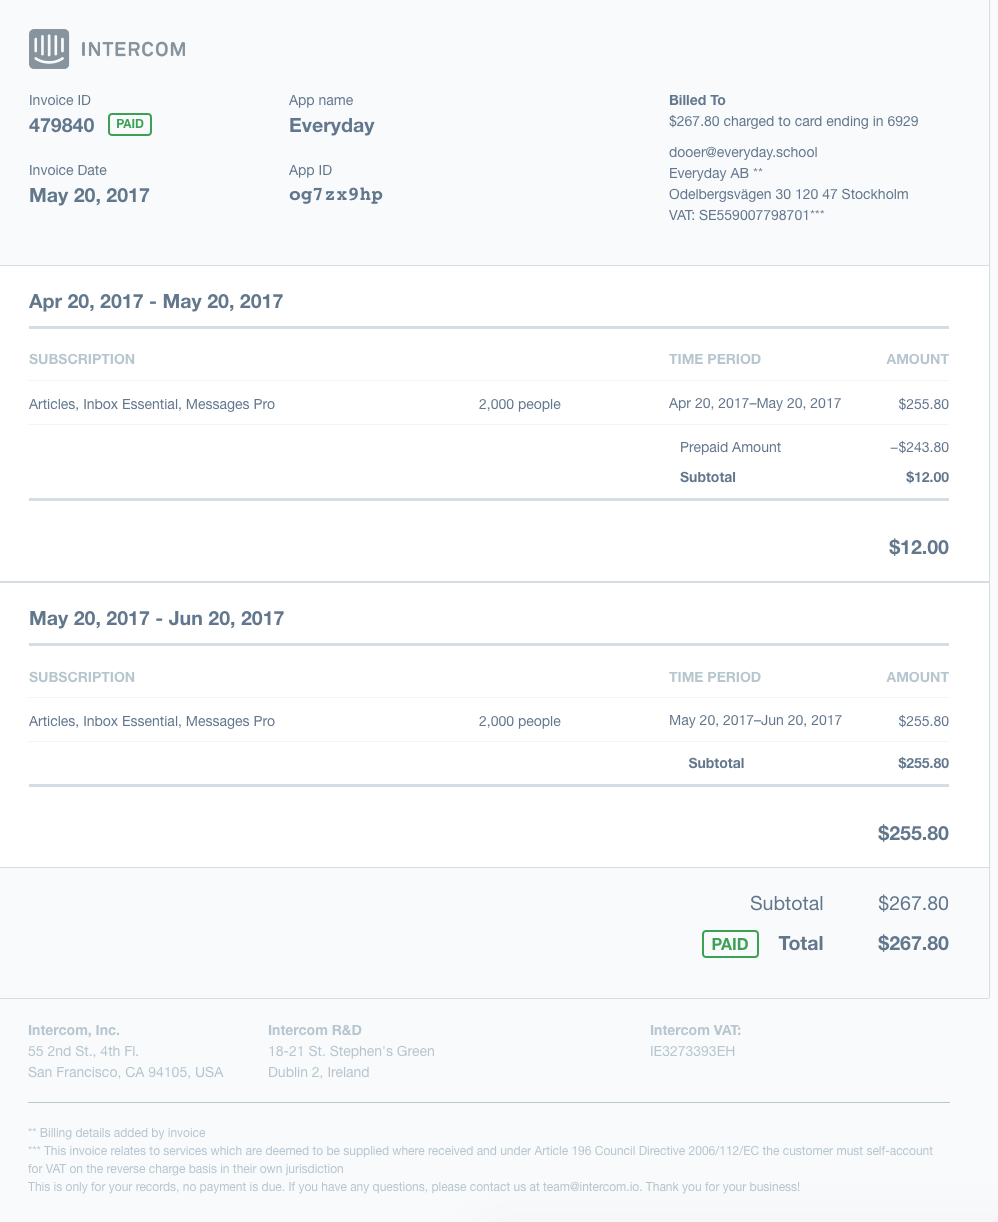 INTERCOM
Invoice ID
479840 PAID
App name
Everyday
Invoice Date
May 20, 2017
App ID
og7zx9hp
Billed To
$267.80 charged to card ending in 6929
dooer@everyday.school
Everyday AB **
Odelbergsvägen 30 120 47 Stockholm
VAT: SE559007798701***
Apr 20, 2017 - May 20, 2017
SUBSCRIPTION TIME PERIOD AMOUNT
Articles, Inbox Essential, Messages Pro 2,000 people Apr 20, 2017–May 20, 2017 $255.80
Prepaid Amount –$243.80
Subtotal $12.00
$12.00
May 20, 2017 - Jun 20, 2017
SUBSCRIPTION TIME PERIOD AMOUNT
Articles, Inbox Essential, Messages Pro 2,000 people May 20, 2017–Jun 20, 2017 $255.80
Subtotal $255.80
$255.80
Subtotal $267.80
PAID Total $267.80
Intercom, Inc.
55 2nd St., 4th Fl.
San Francisco, CA 94105, USA
Intercom R&D
18-21 St. Stephen's Green
Dublin 2, Ireland
Intercom VAT:
IE3273393EH
** Billing details added by invoice
*** This invoice relates to services which are deemed to be supplied where received and under Article 196 Council Directive 2006/112/EC the customer must self-account
for VAT on the reverse charge basis in their own jurisdiction
This is only for your records, no payment is due. If you have any questions, please contact us at team@intercom.io. Thank you for your business!